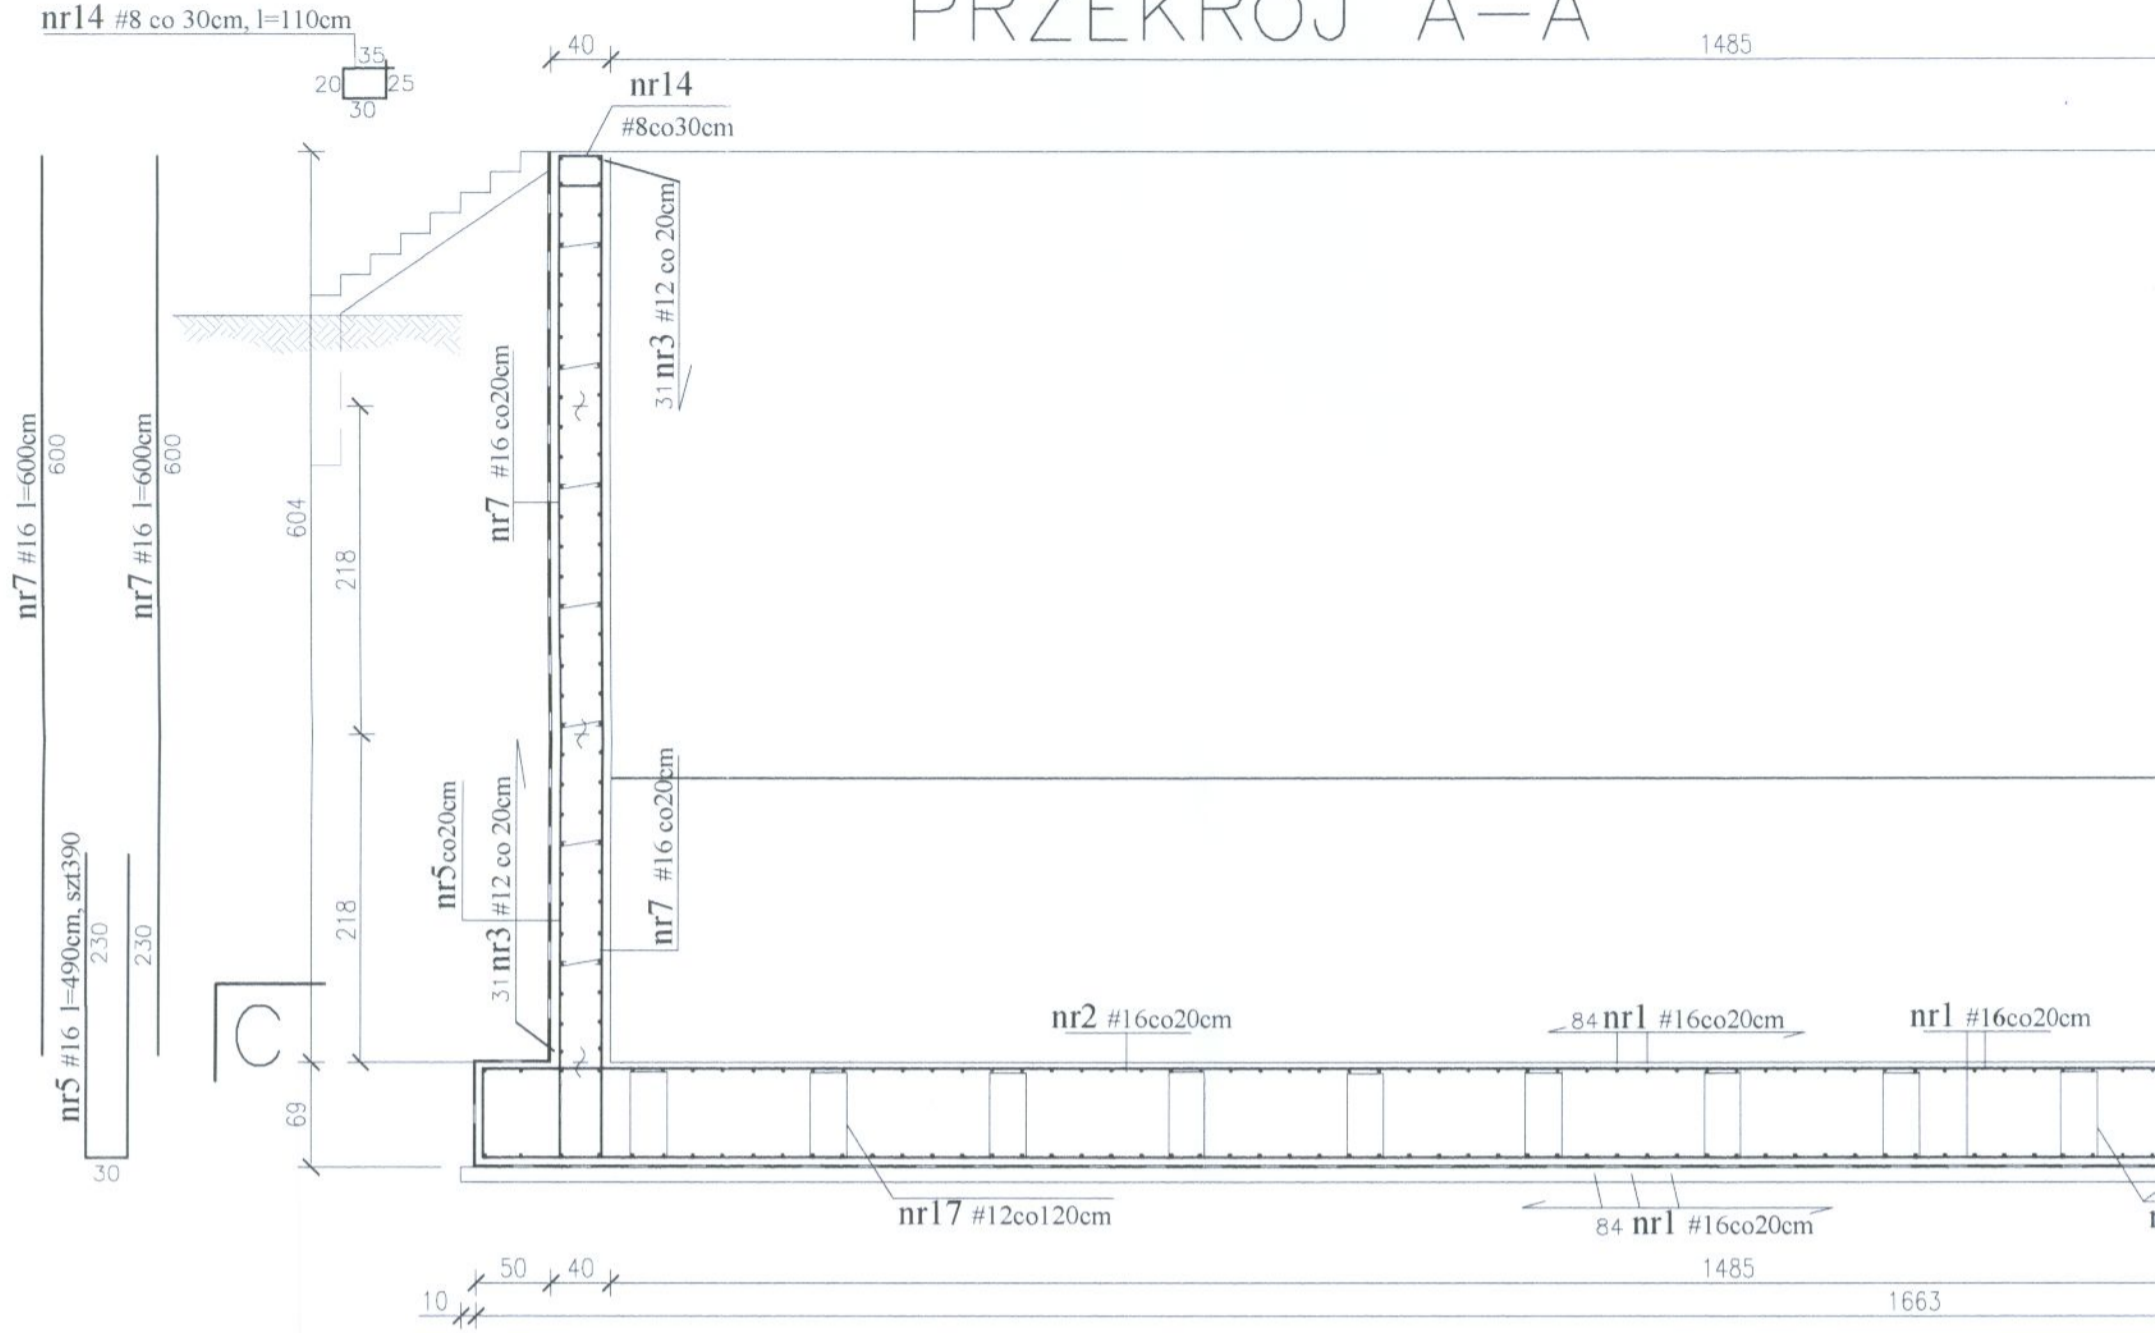 PRZEKRÓJ A—A
nr14 #8 co 30cm, l=110cm
35
20
25
30
40
1485
nr14
#8co30cm
31 nr3 #12 co 20cm
nr7 #16 co20cm
nr7 #16 l=600cm
600
nr7 #16 l=600cm
600
604
218
218
nr5co20cm
31 nr3 #12 co 20cm
nr7 #16 co20cm
nr5 #16 l=490cm, szt390
230
230
30
C
69
nr2 #16co20cm
84 nr1 #16co20cm
nr1 #16co20cm
nr17 #12co120cm
84 nr1 #16co20cm
50
40
1485
10
1663